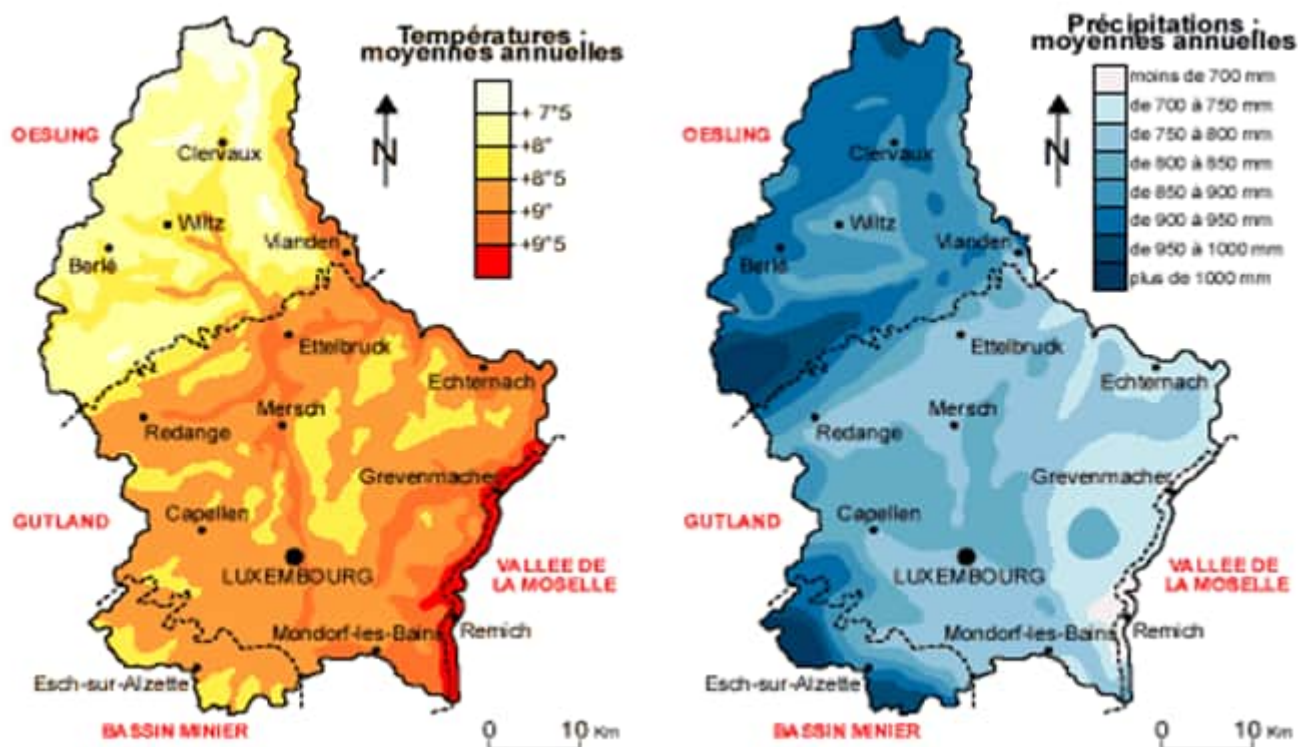 Températures :
moyennes annuelles
+ 7°5
+8°
+8°5
+9°
+9°5
N
OESLING
Clervaux
Wiltz
Berlé
Vianden
Ettelbruck
Echternach
Redange
Mersch
Grevenmacher
GUTLAND
Capellen
LUXEMBOURG
VALLÉE DE
LA MOSELLE
Mondorf-les-Bains
Remich
Esch-sur-Alzette
BASSIN MINIER
0 10 Km
Précipitations :
moyennes annuelles
moins de 700 mm
de 700 à 750 mm
de 750 à 800 mm
de 800 à 850 mm
de 850 à 900 mm
de 900 à 950 mm
de 950 à 1000 mm
plus de 1000 mm
N
OESLING
Clervaux
Wiltz
Berlé
Vianden
Ettelbruck
Echternach
Redange
Mersch
Grevenmacher
GUTLAND
Capellen
LUXEMBOURG
VALLÉE DE
LA MOSELLE
Mondorf-les-Bains
Remich
Esch-sur-Alzette
BASSIN MINIER
0 10 Km